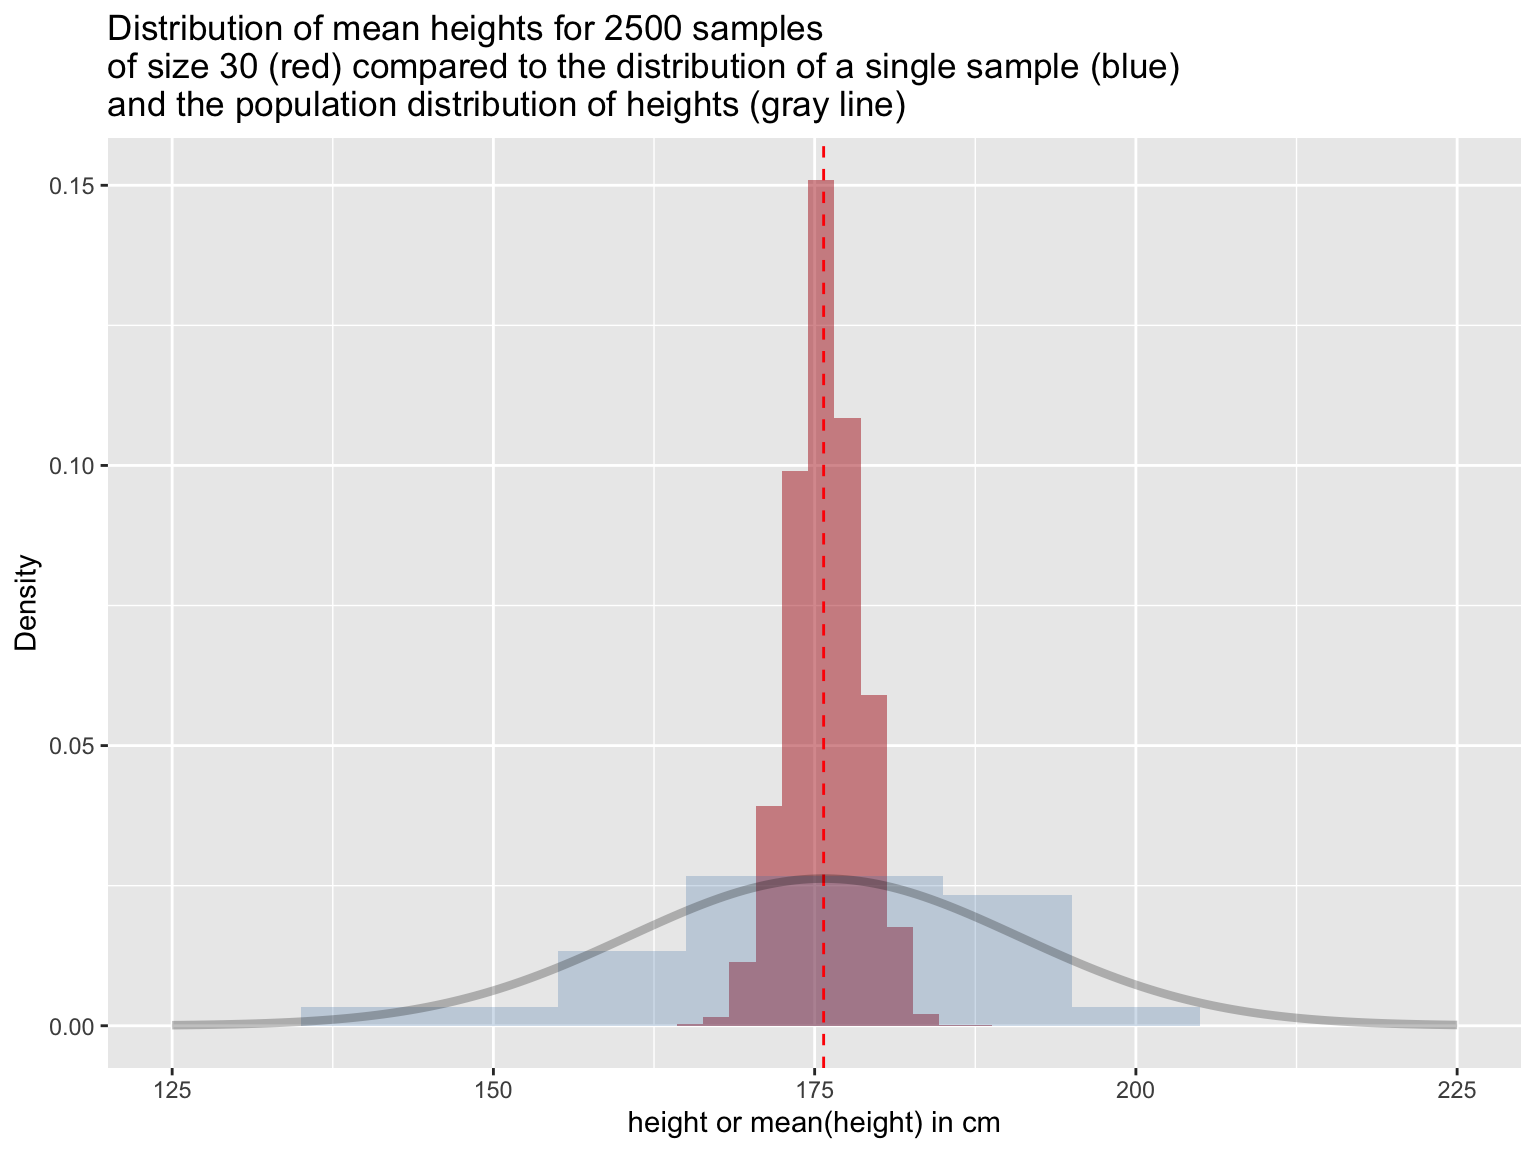 Distribution of mean heights for 2500 samples
of size 30 (red) compared to the distribution of a single sample (blue)
and the population distribution of heights (gray line)
0.15
0.10
0.05
0.00
Density
125
150
175
200
225
height or mean(height) in cm